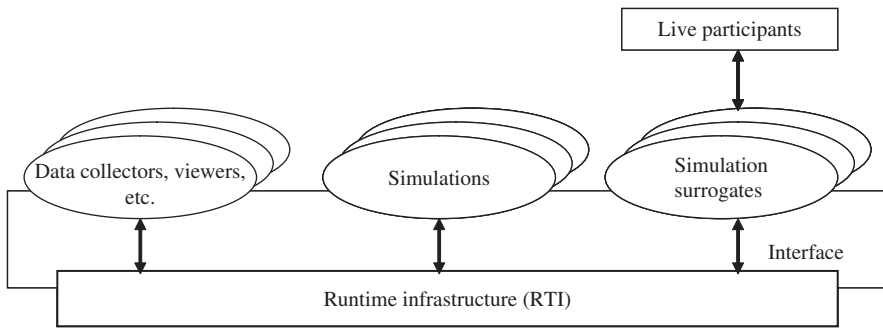 Live participants
Data collectors, viewers,
etc.
Simulations
Simulation
surrogates
Interface
Runtime infrastructure (RTI)